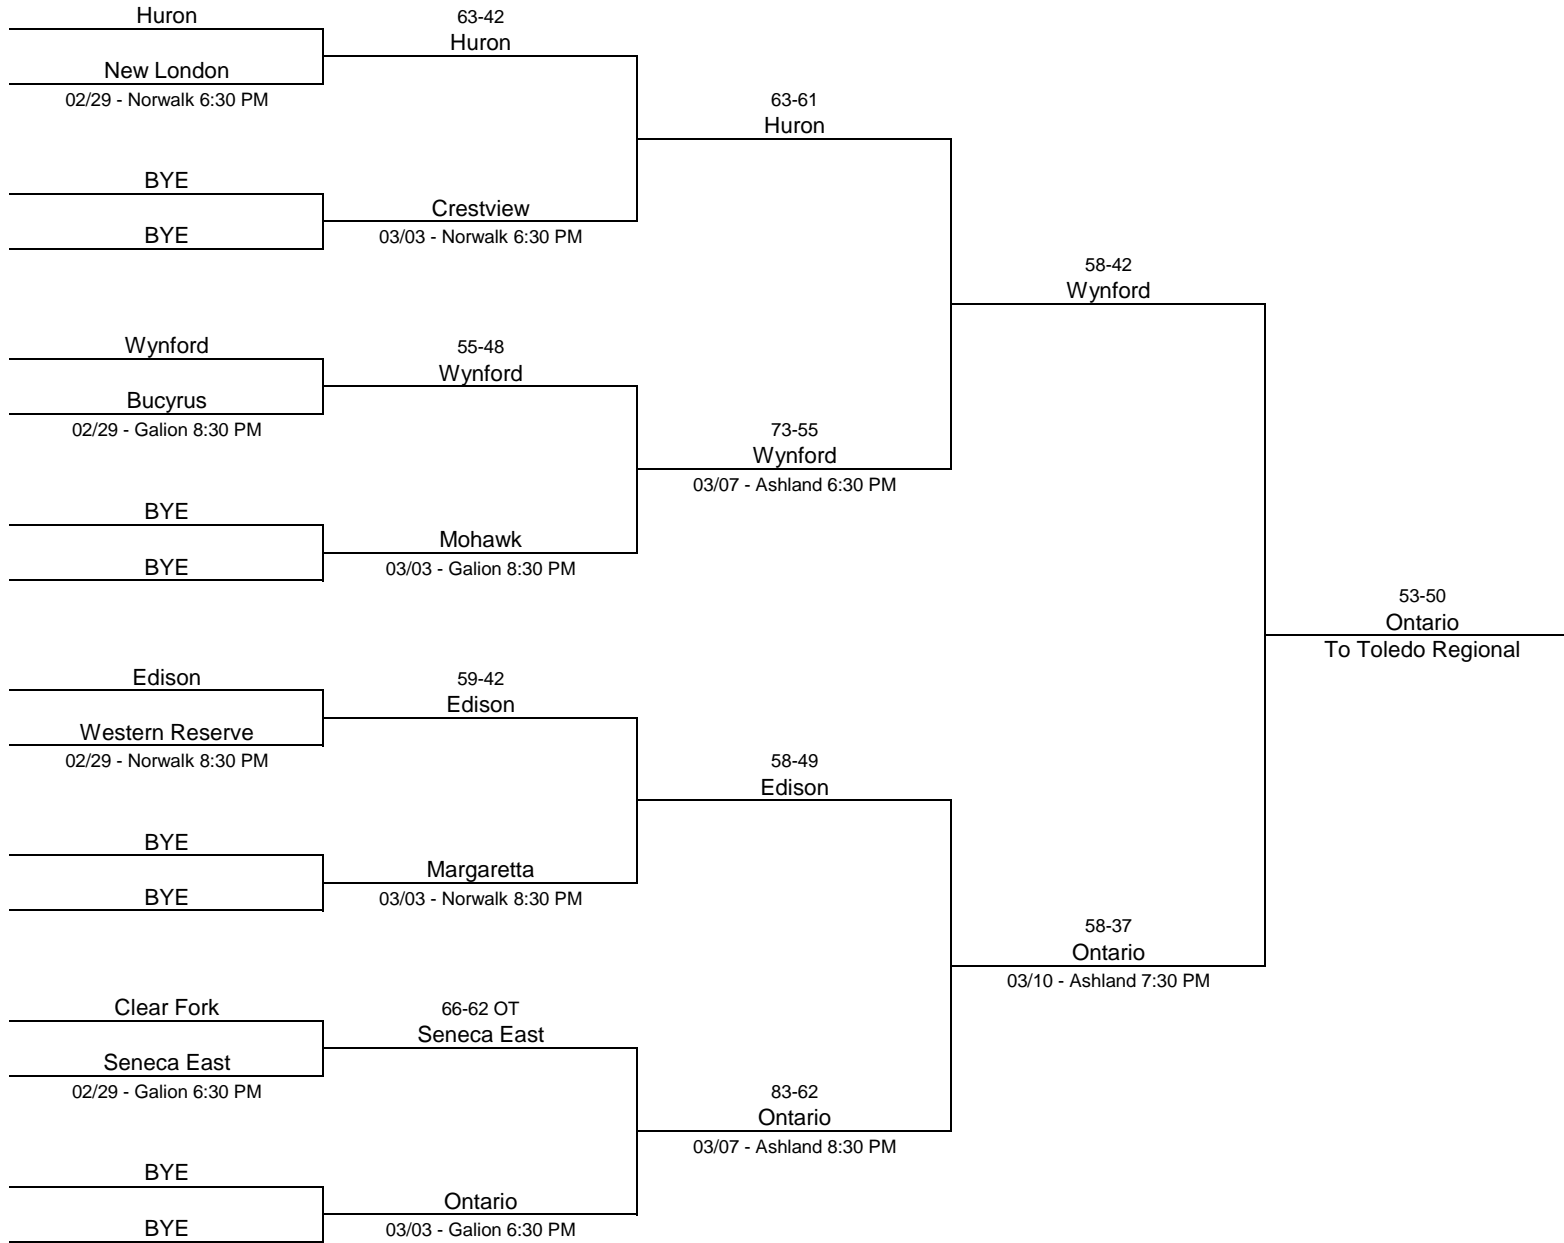 Huron
New London
02/29 - Norwalk 6:30 PM
BYE
BYE
Wynford
Bucyrus
02/29 - Galion 8:30 PM
BYE
BYE
Edison
Western Reserve
02/29 - Norwalk 8:30 PM
BYE
BYE
Clear Fork
Seneca East
02/29 - Galion 6:30 PM
BYE
BYE
63-42
Huron
Crestview
03/03 - Norwalk 6:30 PM
55-48
Wynford
Mohawk
03/03 - Galion 8:30 PM
59-42
Edison
Margaretta
03/03 - Norwalk 8:30 PM
66-62 OT
Seneca East
Ontario
03/03 - Galion 6:30 PM
63-61
Huron
73-55
Wynford
03/07 - Ashland 6:30 PM
58-49
Edison
83-62
Ontario
03/07 - Ashland 8:30 PM
58-42
Wynford
58-37
Ontario
03/10 - Ashland 7:30 PM
53-50
Ontario
To Toledo Regional